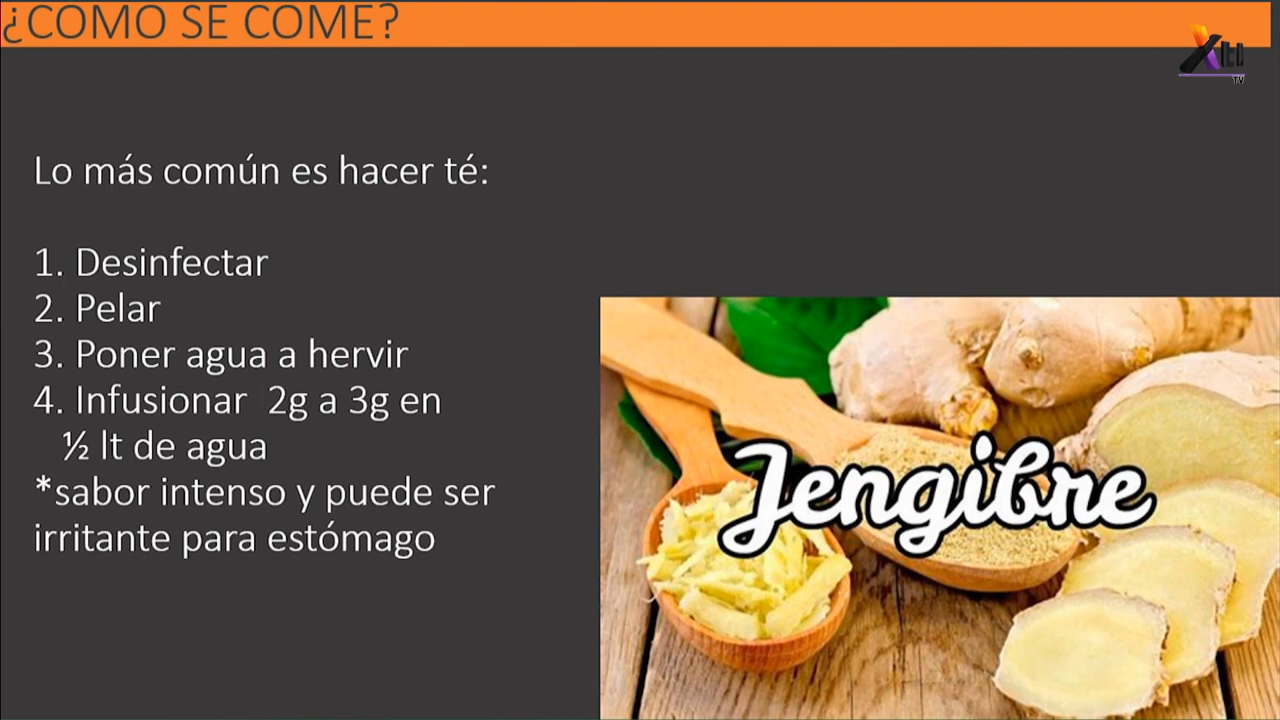 ¿COMO SE COME?
Lo más común es hacer té:
1. Desinfectar
2. Pelar
3. Poner agua a hervir
4. Infusionar 2g a 3g en
½ lt de agua
*sabor intenso y puede ser
irritante para estómago
Jengibre
TV